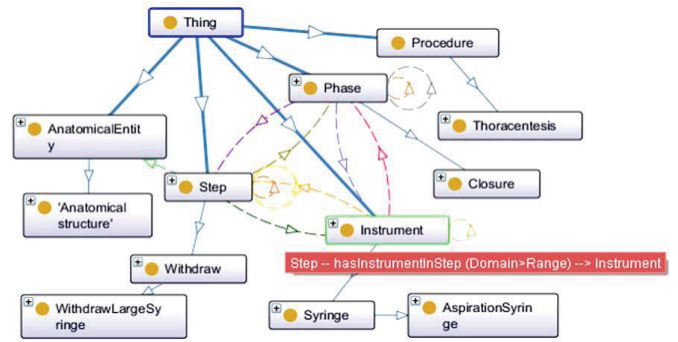 Thing
Procedure
Phase
AnatomicalEntit
y
Thoracentesis
Step
Closure
'Anatomical
structure'
Instrument
Step -- hasInstrumentInStep (Domain>Range) --> Instrument
Withdraw
WithdrawLargeSy
ringe
Syringe
AspirationSyrin
ge